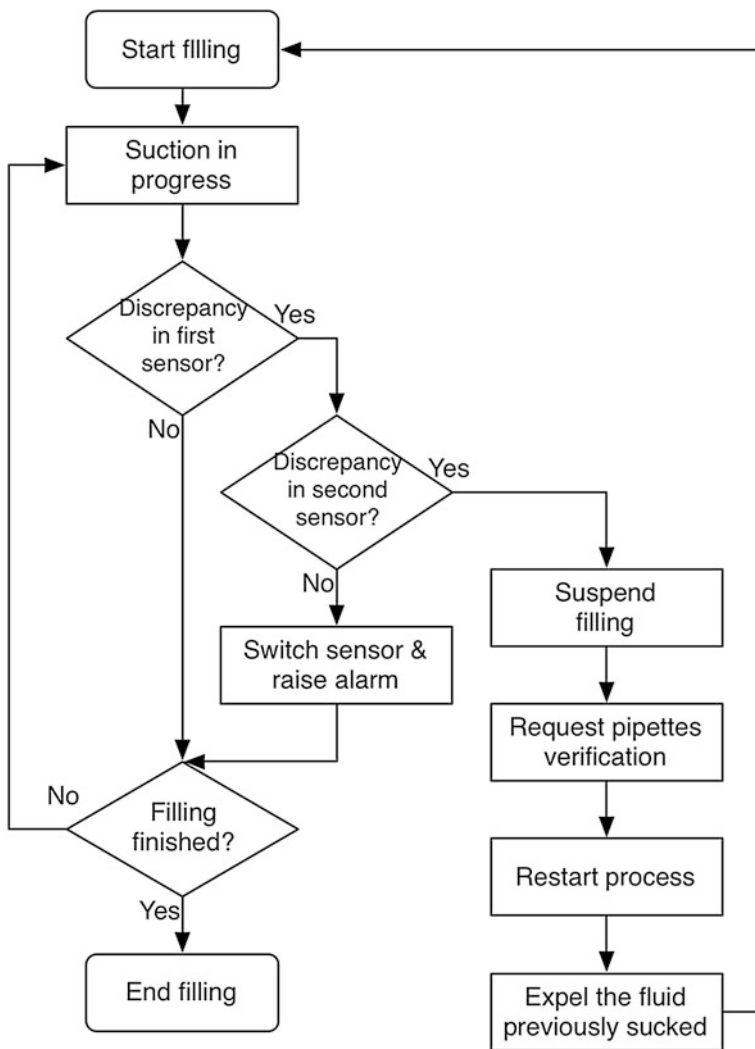 Start fllling
Suction in
progress
Discrepancy
in first
sensor?
Yes
No
Discrepancy
in second
sensor?
Yes
No
Suspend
filling
Switch sensor &
raise alarm
Request pipettes
verification
No
Filling
finished?
Yes
Restart process
End filling
Expel the fluid
previously sucked